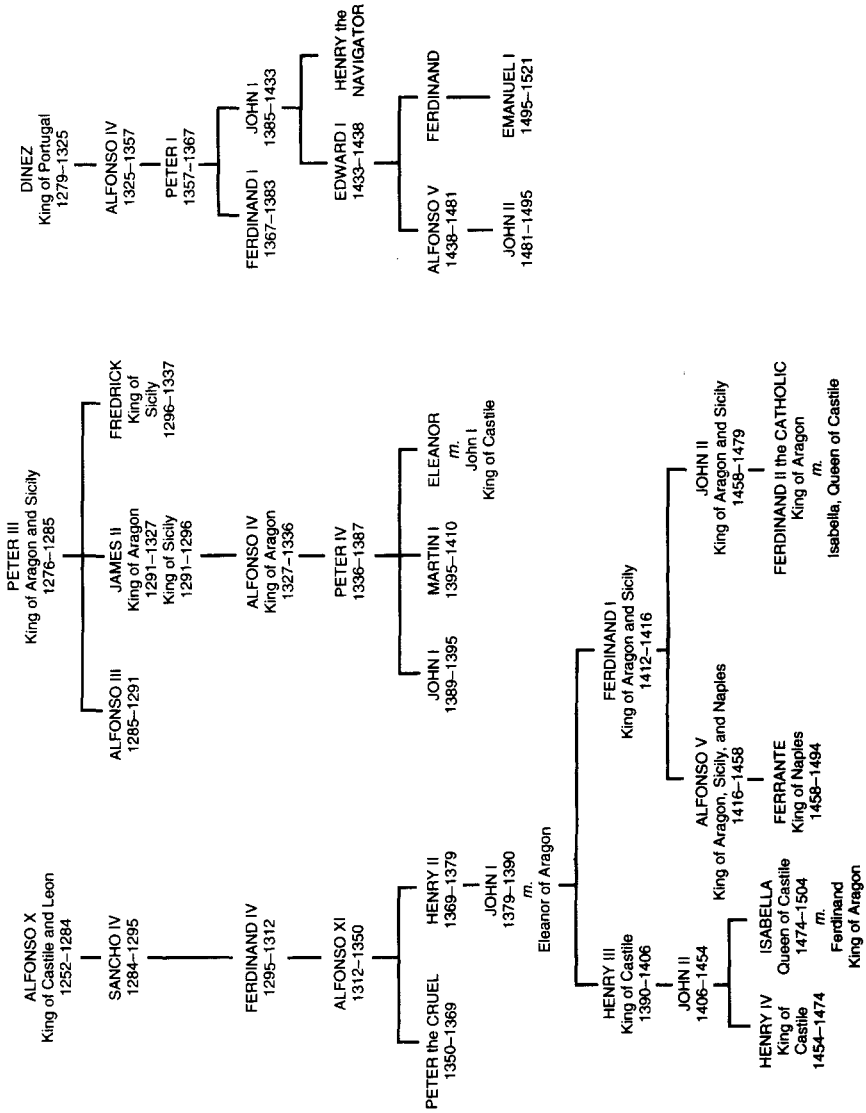 ALFONSO X
King of Castile and Leon
1252–1284
SANCHO IV
1284–1295
FERDINAND IV
1295–1312
ALFONSO XI
1312–1350
PETER the CRUEL
1350–1369
HENRY II
1369–1379
JOHN I
1379–1390
m.
Eleanor of Aragon
HENRY III
King of Castile
1390–1406
JOHN II
1406–1454
HENRY IV
King of
Castile
1454–1474
ISABELLA
Queen of Castile
1474–1504
m.
Ferdinand
King of Aragon
FERDINAND I
King of Aragon and Sicily
1412–1416
ALFONSO V
King of Aragon, Sicily, and Naples
1416–1458
FERRANTE
King of Naples
1458–1494
JOHN II
King of Aragon and Sicily
1458–1479
FERDINAND II the CATHOLIC
King of Aragon
m.
Isabella, Queen of Castile
PETER III
King of Aragon and Sicily
1276–1285
ALFONSO III
1285–1291
JAMES II
King of Aragon
1291–1327
King of Sicily
1291–1296
FREDRICK
King of
Sicily
1296–1337
ALFONSO IV
King of Aragon
1327–1336
PETER IV
1336–1387
JOHN I
1389–1395
MARTIN I
1395–1410
ELEANOR
m.
John I
King of Castile
DINEZ
King of Portugal
1279–1325
ALFONSO IV
1325–1357
PETER I
1357–1367
FERDINAND I
1367–1383
JOHN I
1385–1433
EDWARD I
1433–1438
HENRY the
NAVIGATOR
ALFONSO V
1438–1481
FERDINAND
JOHN II
1481–1495
EMANUEL I
1495–1521